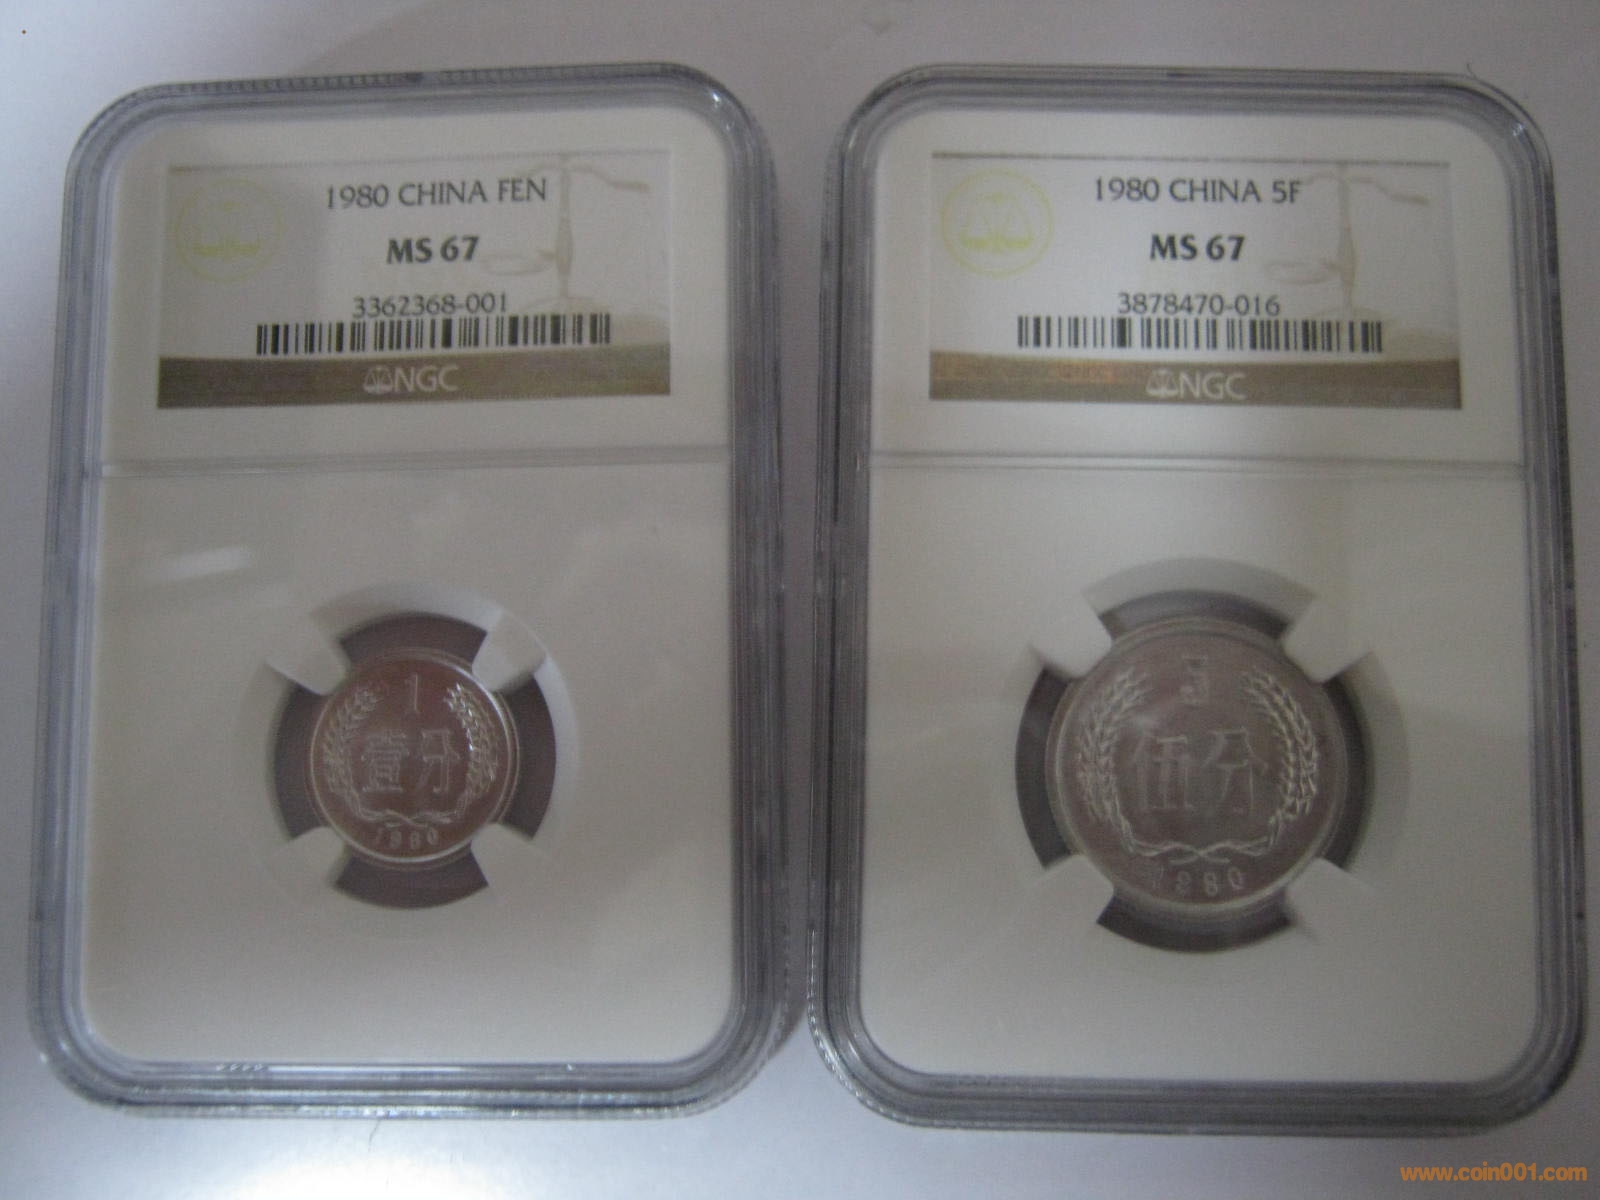 1980 CHINA FEN
MS 67
3362368-001
NGC
1
壹分
1980
1980 CHINA 5F
MS 67
3878470-016
NGC
5
伍分
1980
www.coin001.com